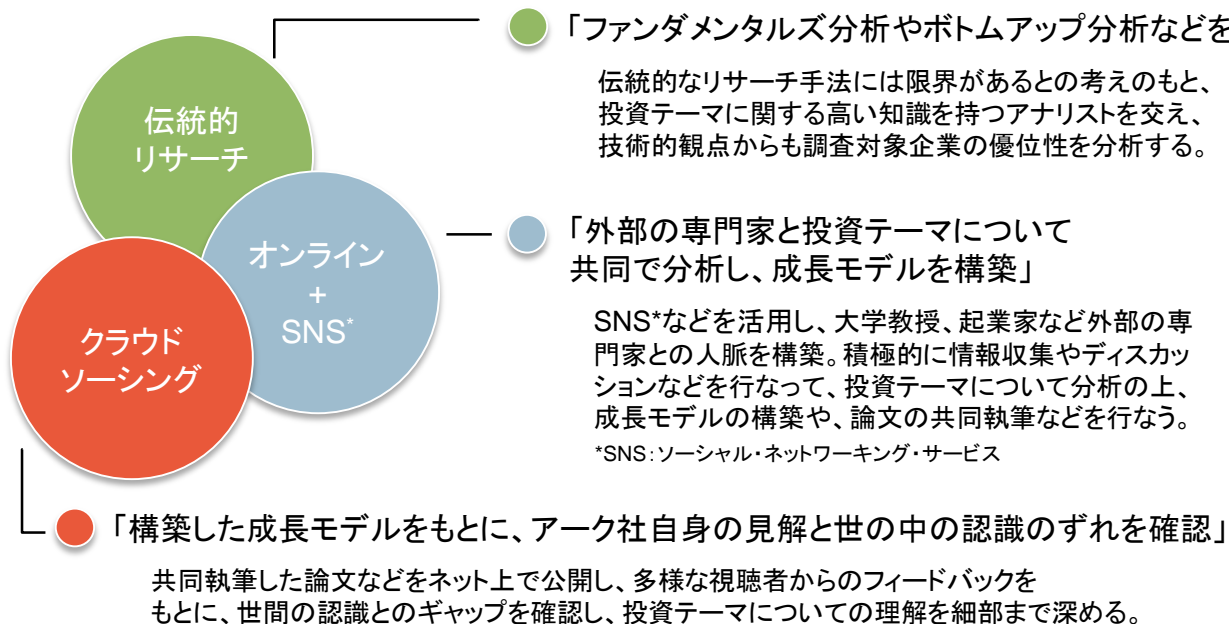 伝統的
リサーチ
オンライン
+
SNS*
クラウド
ソーシング
「ファンダメンタルズ分析やボトムアップ分析などを
伝統的なリサーチ手法には限界があるとの考えのもと、
投資テーマに関する高い知識を持つアナリストを交え、
技術的観点からも調査対象企業の優位性を分析する。
「外部の専門家と投資テーマについて
共同で分析し、成長モデルを構築」
SNS*などを活用し、大学教授、起業家など外部の専
門家との人脈を構築。積極的に情報収集やディスカッ
ションなどを行なって、投資テーマについて分析の上、
成長モデルの構築や、論文の共同執筆などを行なう。
*SNS：ソーシャル・ネットワーキング・サービス
「構築した成長モデルをもとに、アーク社自身の見解と世の中の認識のずれを確認」
共同執筆した論文などをネット上で公開し、多様な視聴者からのフィードバックを
もとに、世間の認識とのギャップを確認し、投資テーマについての理解を細部まで深める。